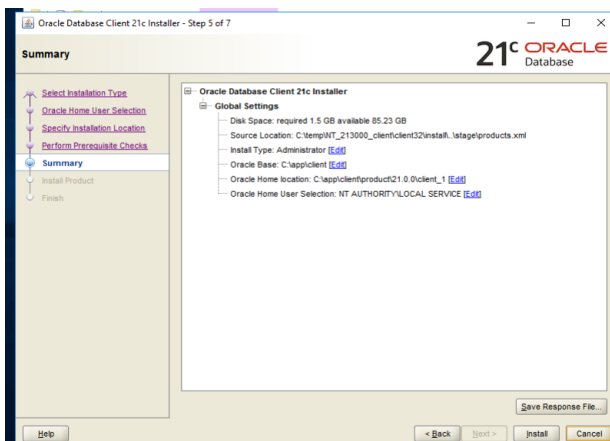 Oracle Database Client 21c Installer - Step 5 of 7
Summary
21c ORACLE
Database
Select Installation Type
Oracle Home User Selection
Specify Installation Location
Perform Prerequisite Checks
Summary
Install Product
Finish
Oracle Database Client 21c Installer
Global Settings
Disk Space: required 1.5 GB available 85.23 GB
Source Location: C:\temp\NT_213000_client\client32\install\..\stage\products.xml
Install Type: Administrator [Edit]
Oracle Base: C:\app\client [Edit]
Oracle Home location: C:\app\client\product\21.0.0\client_1 [Edit]
Oracle Home User Selection: NT AUTHORITY\LOCAL SERVICE [Edit]
Save Response File...
Help
< Back
Next >
Install
Cancel